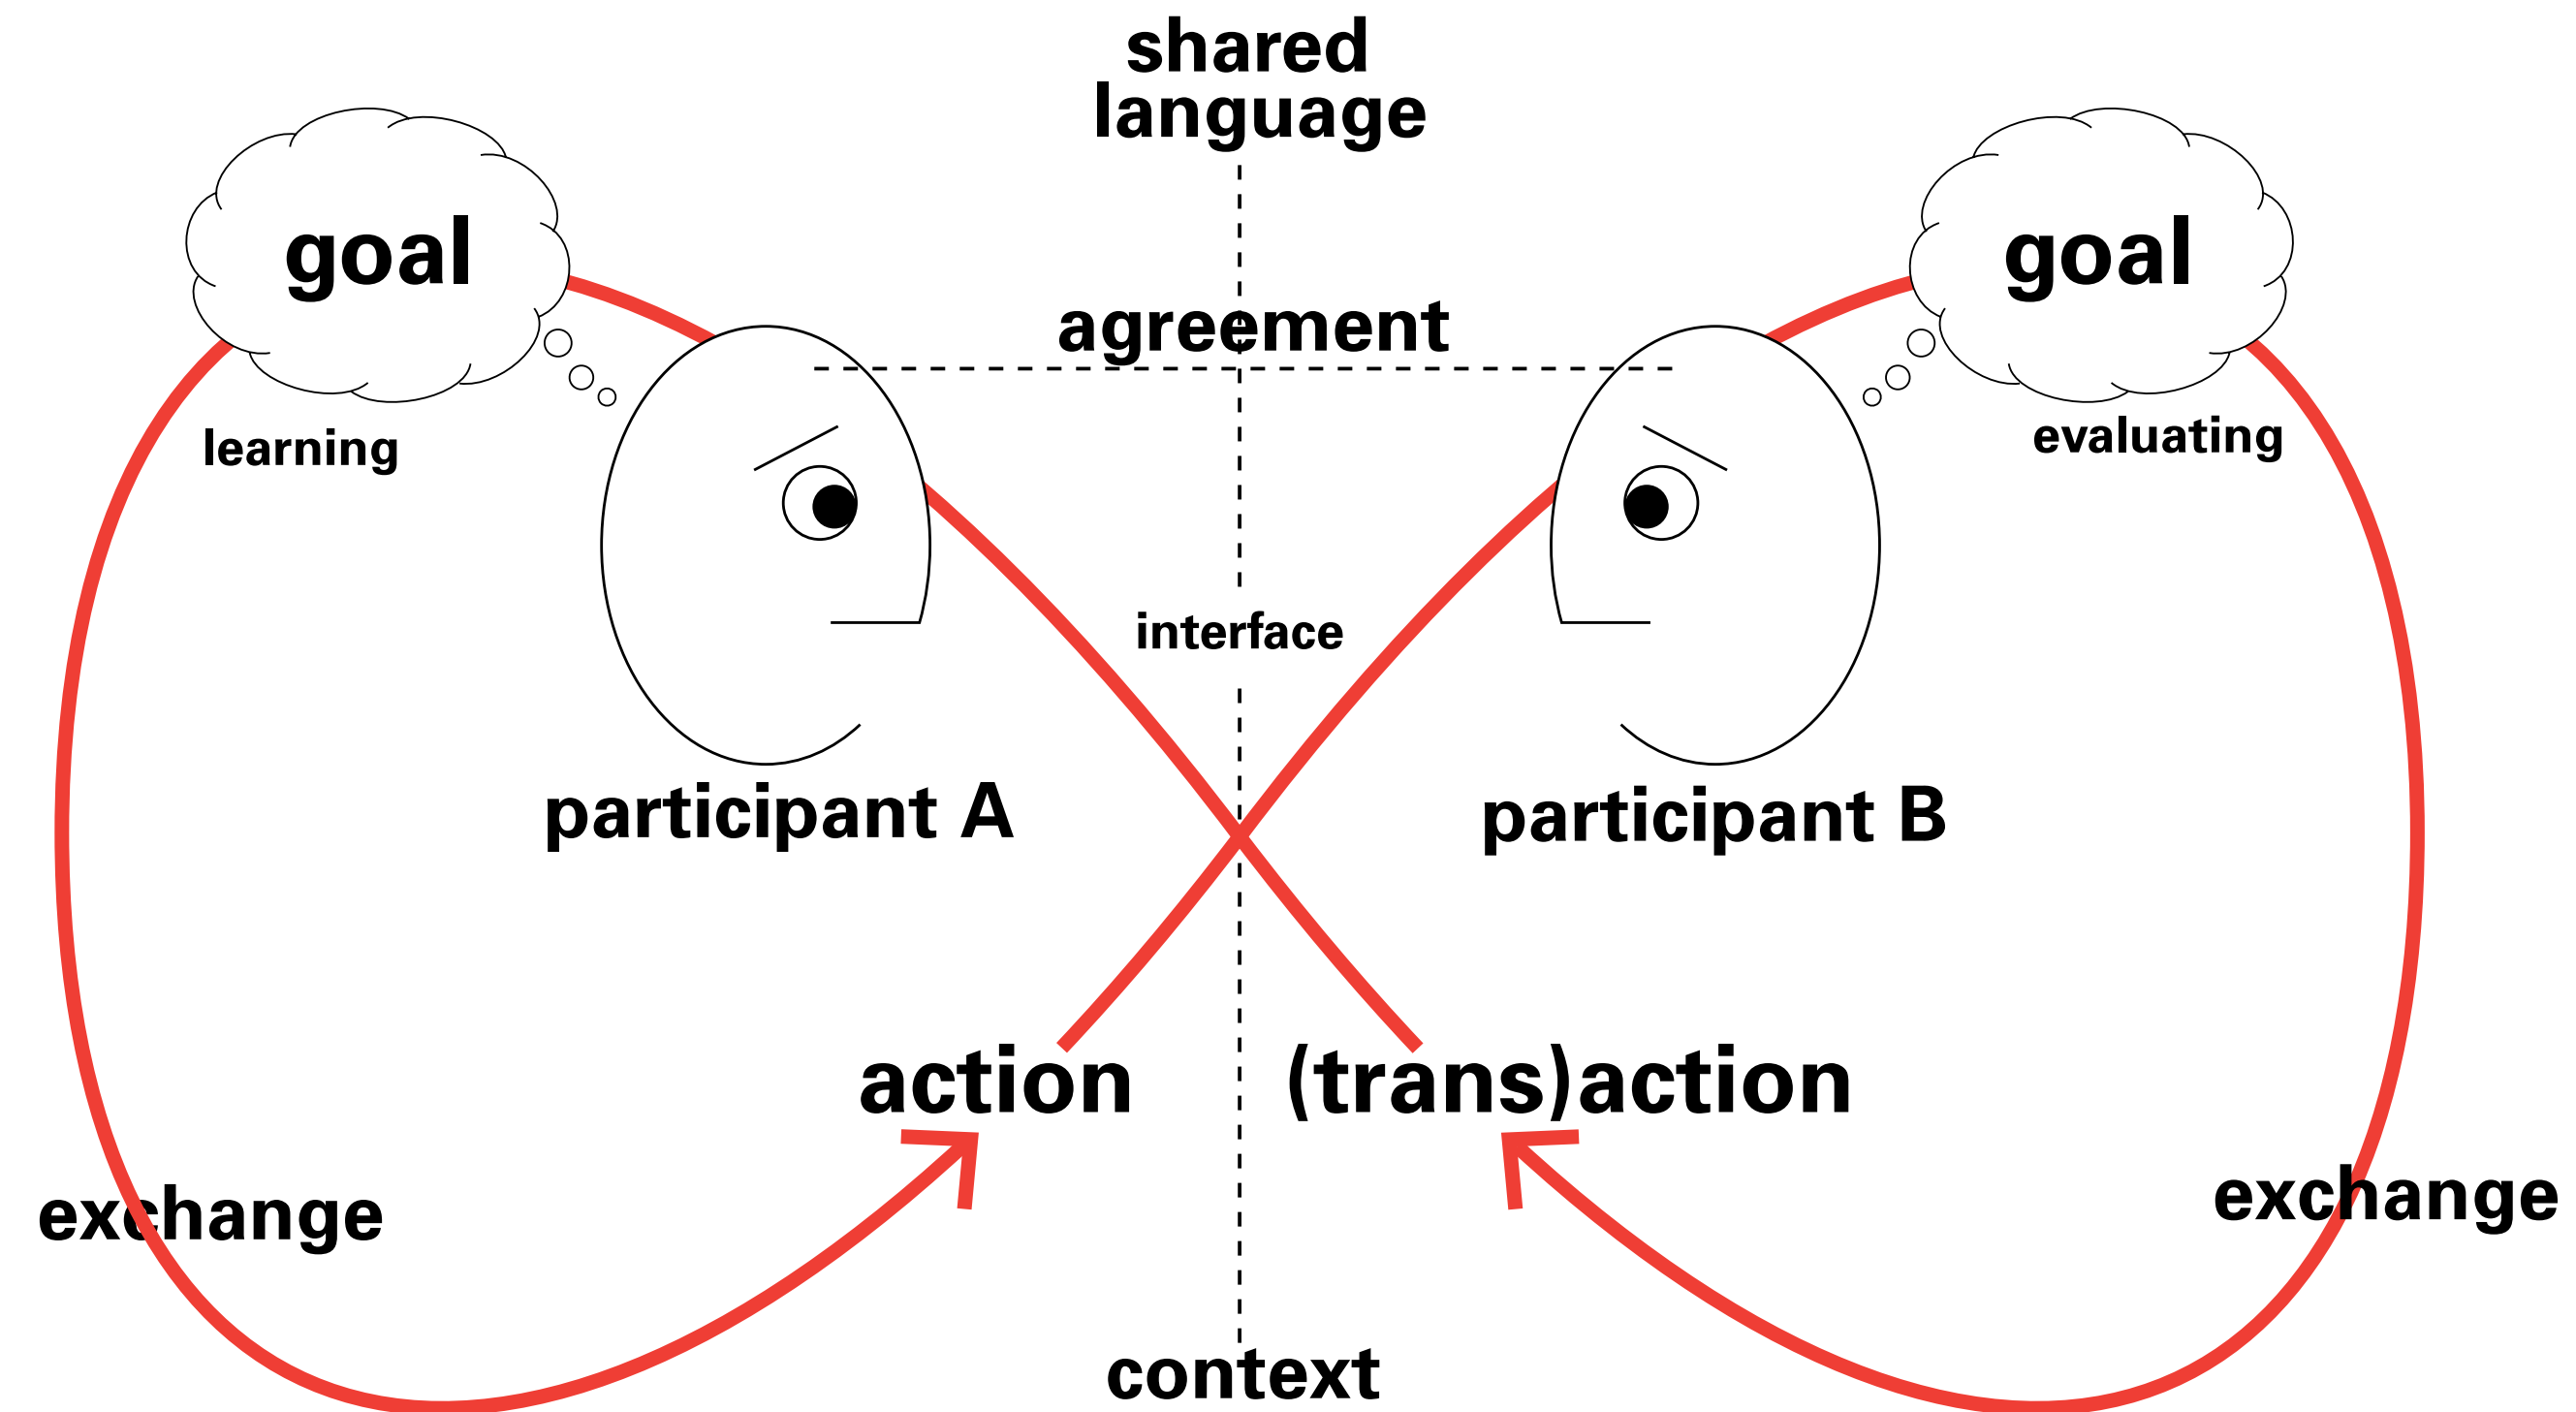 shared
language
goal
goal
agreement
learning
evaluating
interface
participant A
participant B
action
(trans)action
exchange
exchange
context